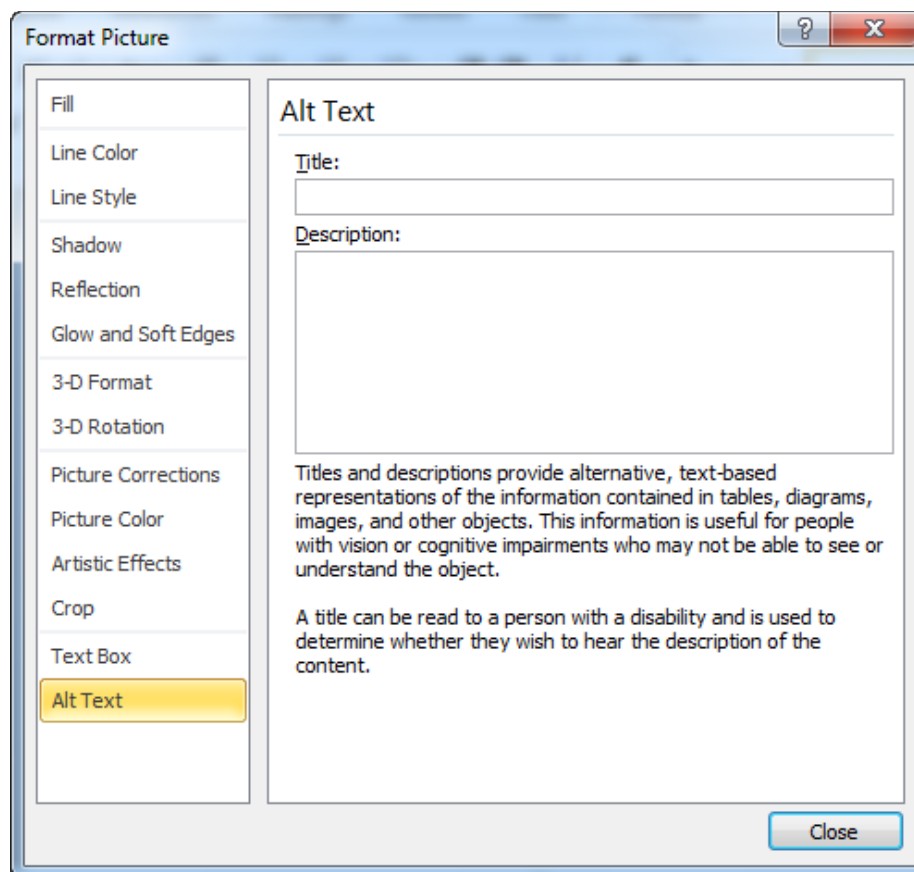 Format Picture
?
X
Fill
Line Color
Line Style
Shadow
Reflection
Glow and Soft Edges
3-D Format
3-D Rotation
Picture Corrections
Picture Color
Artistic Effects
Crop
Text Box
Alt Text
Alt Text
Title:
Description:
Titles and descriptions provide alternative, text-based
representations of the information contained in tables, diagrams,
images, and other objects. This information is useful for people
with vision or cognitive impairments who may not be able to see or
understand the object.
A title can be read to a person with a disability and is used to
determine whether they wish to hear the description of the
content.
Close